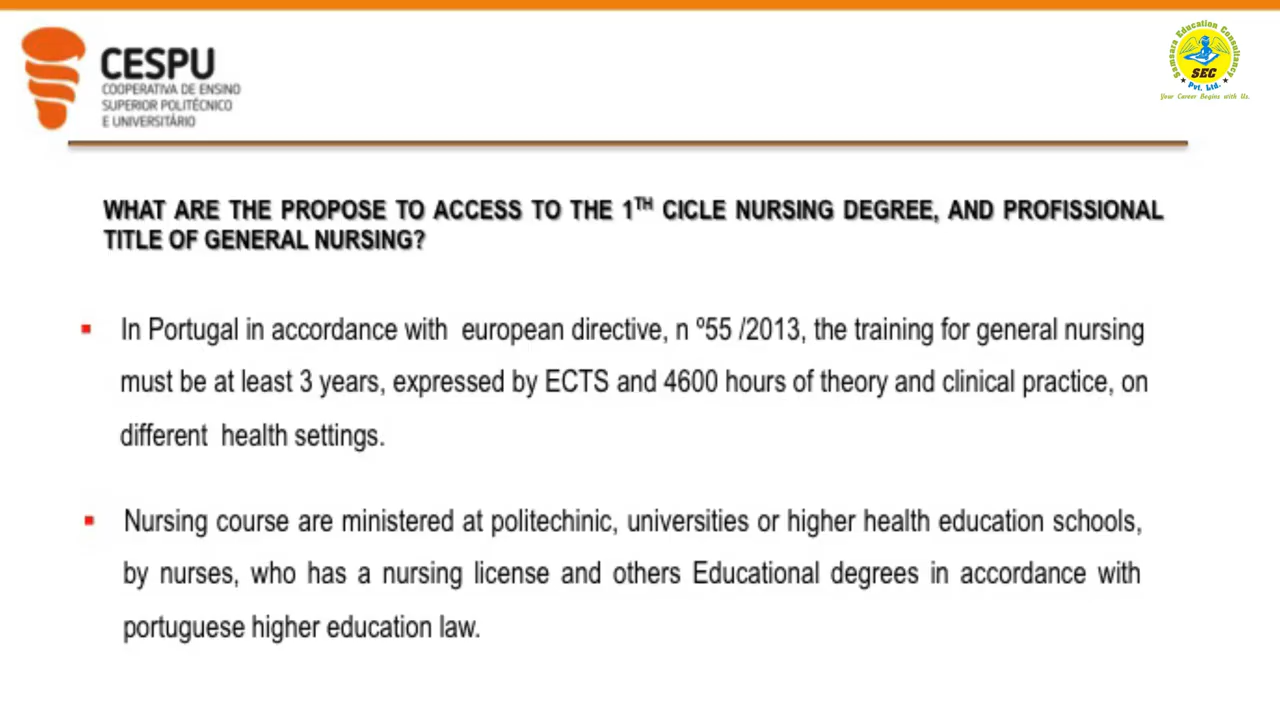 CESPU
COOPERATIVA DE ENSINO
SUPERIOR POLITÉCNICO
E UNIVERSITÁRIO
Samsara Education Consultancy
SEC
Pvt. Ltd.
Your Career Begins with Us.
WHAT ARE THE PROPOSE TO ACCESS TO THE 1TH CICLE NURSING DEGREE, AND PROFISSIONAL
TITLE OF GENERAL NURSING?
▪ In Portugal in accordance with european directive, n º55 /2013, the training for general nursing
must be at least 3 years, expressed by ECTS and 4600 hours of theory and clinical practice, on
different health settings.
▪ Nursing course are ministered at politechinic, universities or higher health education schools,
by nurses, who has a nursing license and others Educational degrees in accordance with
portuguese higher education law.